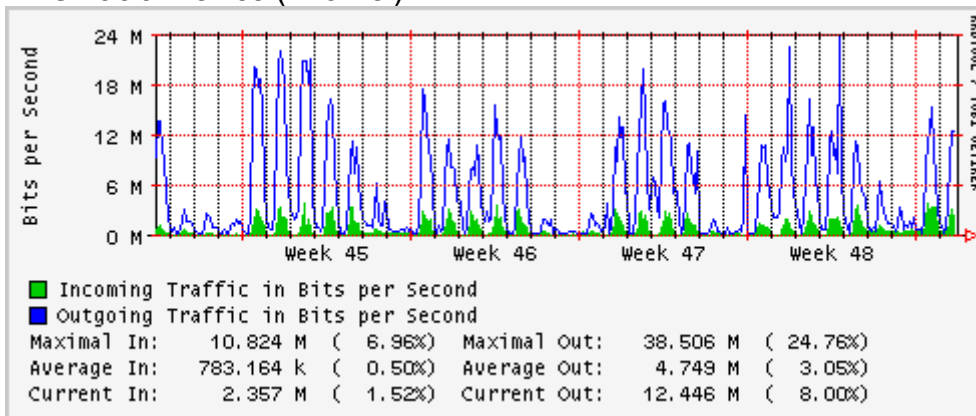 24 M
18 M
12 M
6 M
0 M
Bits per Second
Week 45 Week 46 Week 47 Week 48
Incoming Traffic in Bits per Second
Outgoing Traffic in Bits per Second
Maximal In: 10.824 M ( 6.96%) Maximal Out: 38.506 M ( 24.76%)
Average In: 783.164 k ( 0.50%) Average Out: 4.749 M ( 3.05%)
Current In: 2.357 M ( 1.52%) Current Out: 12.446 M ( 8.00%)